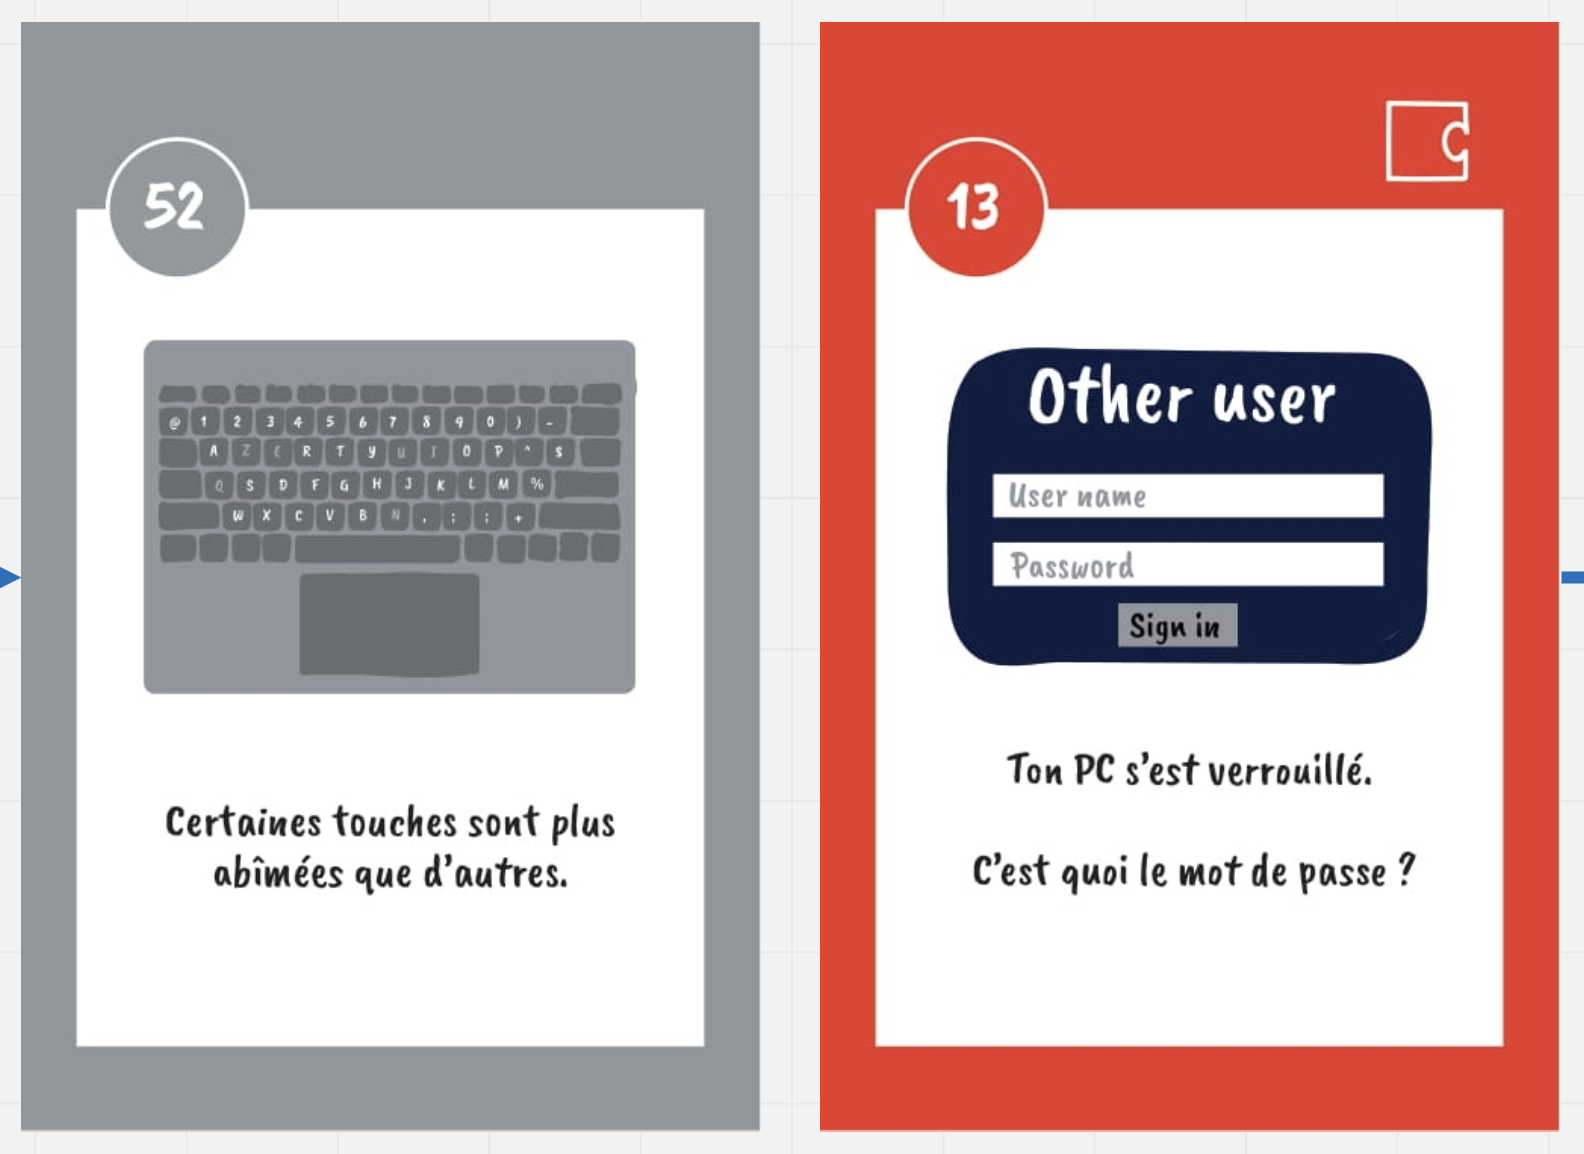 52
@ 1 2 3 4 5 6 7 8 9 0 ) -
A Z E R T Y U I O P ^ $
Q S D F G H J K L M %
W X C V B N , ; ; +
Certaines touches sont plus
abîmées que d'autres.
C
13
Other user
User name
Password
Sign in
Ton PC s'est verrouillé.
C'est quoi le mot de passe ?